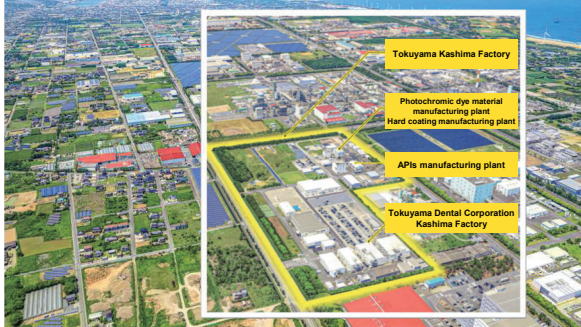 Tokuyama Kashima Factory
Photochromic dye material
manufacturing plant
Hard coating manufacturing plant
APIs manufacturing plant
Tokuyama Dental Corporation
Kashima Factory